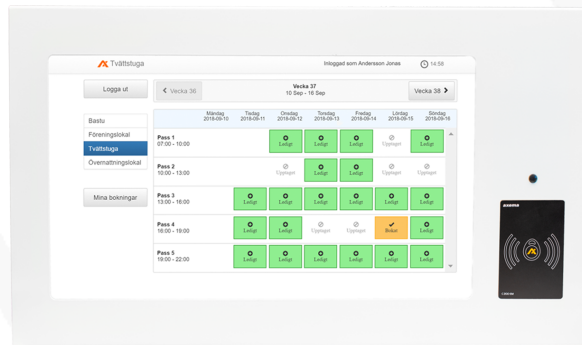 Tvättstuga
Inloggad som Andersson Jonas
14:58
Logga ut
Vecka 36
Vecka 37
10 Sep - 16 Sep
Vecka 38
Måndag Tisdag Onsdag Torsdag Fredag Lördag Söndag
2018-09-10 2018-09-11 2018-09-12 2018-09-13 2018-09-14 2018-09-15 2018-09-16
Bastu
Föreningslokal
Tvättstuga
Övernattningslokal
Mina bokningar
Pass 1
07:00 - 10:00
Ledigt Ledigt Ledigt Ledigt Upptaget Ledigt
Pass 2
10:00 - 13:00
Upptaget Ledigt Ledigt Upptaget Upptaget
Pass 3
13:00 - 16:00
Ledigt Ledigt Ledigt Ledigt Ledigt Ledigt
Pass 4
16:00 - 19:00
Ledigt Ledigt Upptaget Upptaget Bokat Ledigt
Pass 5
19:00 - 22:00
Ledigt Ledigt Ledigt Ledigt Ledigt Ledigt
axema